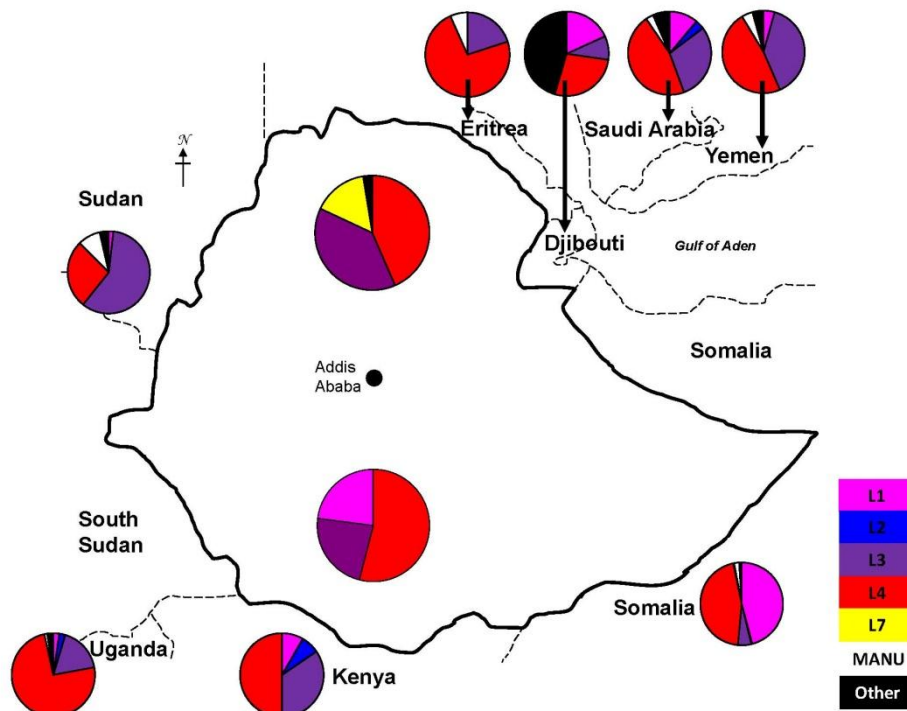 N
Eritrea
Saudi Arabia
Yemen
Sudan
Djibouti
Gulf of Aden
Somalia
Addis
Ababa
South
Sudan
Somalia
Uganda
Kenya
L1
L2
L3
L4
L7
MANU
Other